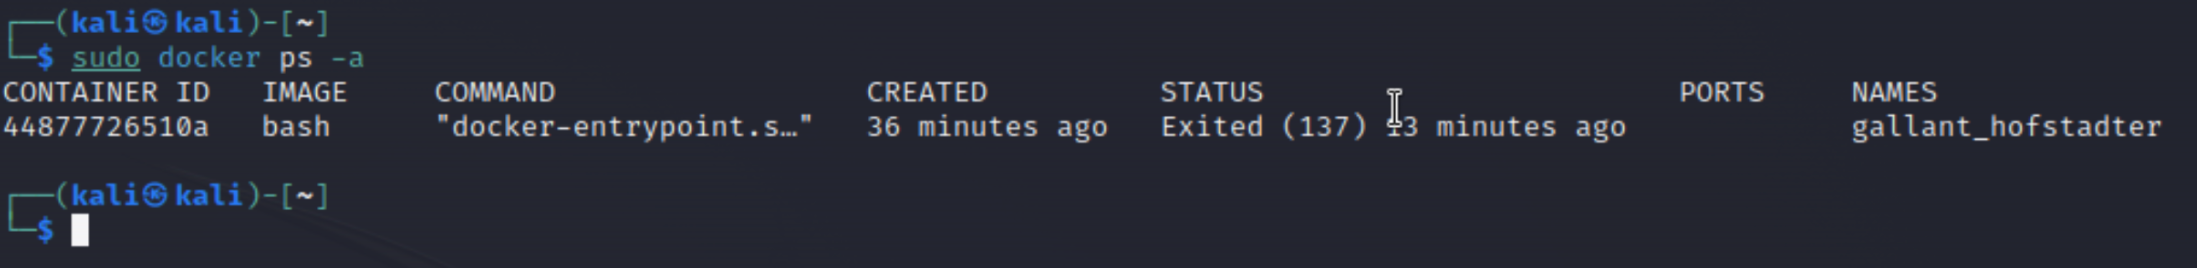 ┌──(kali㉿kali)-[~]
└─$ sudo docker ps -a
CONTAINER ID   IMAGE     COMMAND                  CREATED          STATUS                        PORTS     NAMES
44877726510a   bash      "docker-entrypoint.s…"   36 minutes ago   Exited (137) minutes ago             gallant_hofstadter
┌──(kali㉿kali)-[~]
└─$